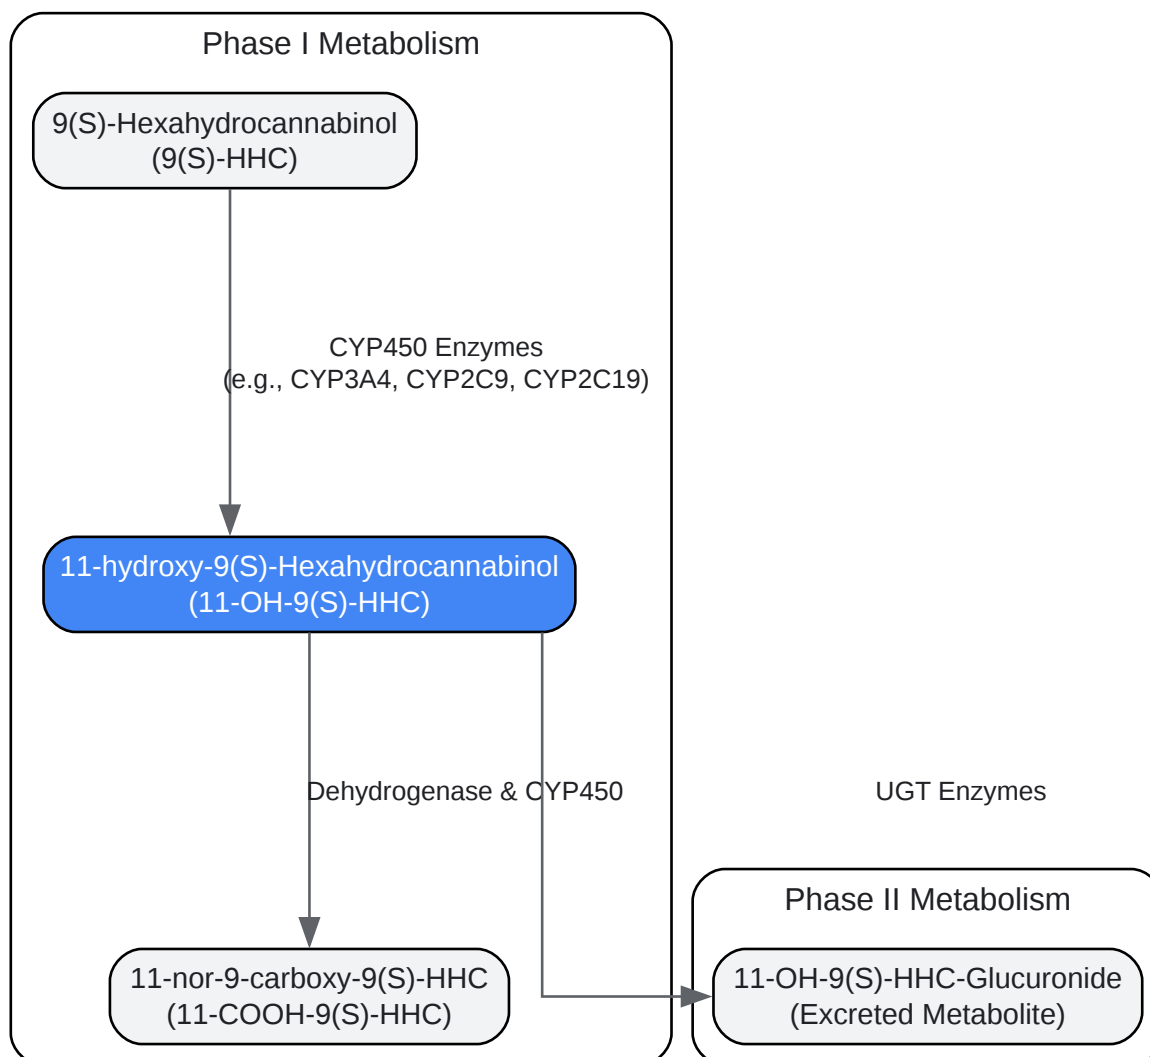 Phase I Metabolism
9(S)-Hexahydrocannabinol
(9(S)-HHC)
CYP450 Enzymes
(e.g., CYP3A4, CYP2C9, CYP2C19)
11-hydroxy-9(S)-Hexahydrocannabinol
(11-OH-9(S)-HHC)
Dehydrogenase & CYP450
UGT Enzymes
Phase II Metabolism
11-nor-9-carboxy-9(S)-HHC
(11-COOH-9(S)-HHC)
11-OH-9(S)-HHC-Glucuronide
(Excreted Metabolite)